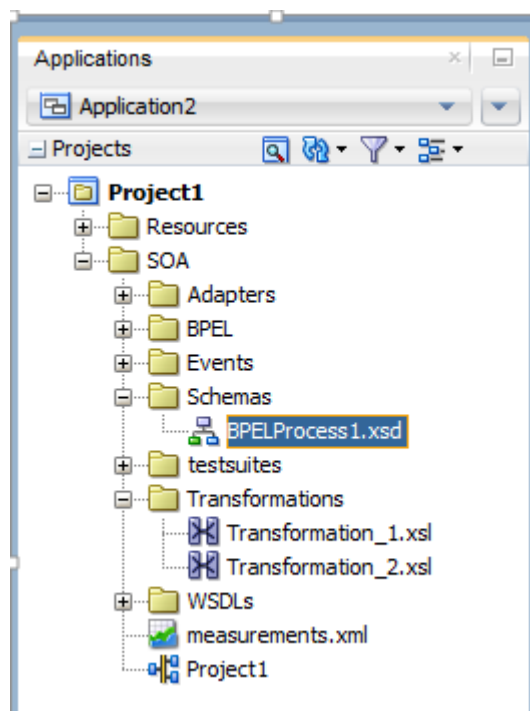 Applications
Application2
Projects
Project1
Resources
SOA
Adapters
BPEL
Events
Schemas
BPELProcess1.xsd
testsuites
Transformations
Transformation_1.xsl
Transformation_2.xsl
WSDLs
measurements.xml
Project1